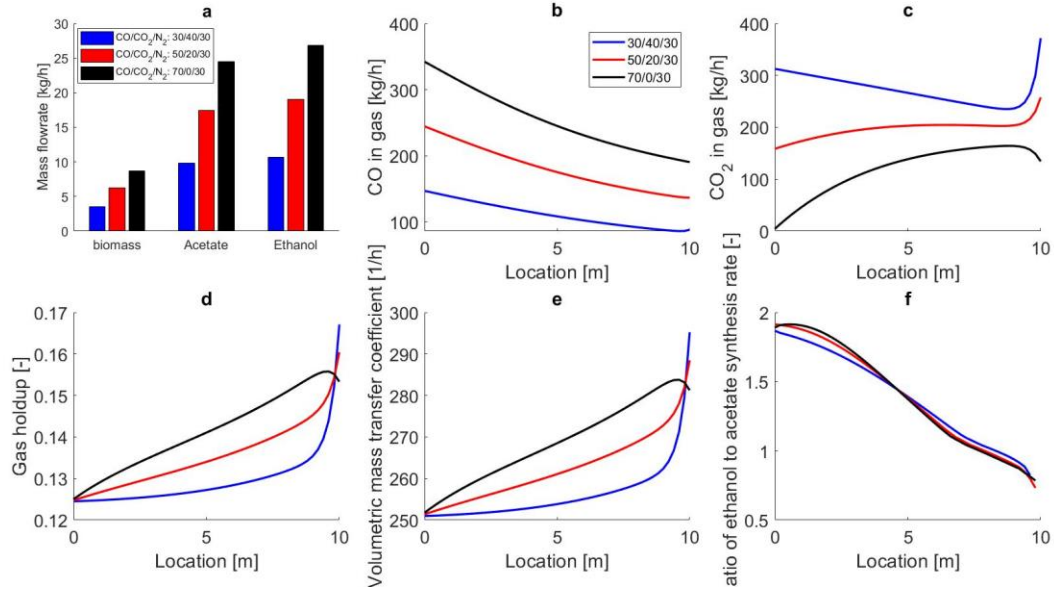 a
Mass flowrate [kg/h]
30
25
20
15
10
5
0
CO/CO2/N2: 30/40/30
CO/CO2/N2: 50/20/30
CO/CO2/N2: 70/0/30
biomass Acetate Ethanol
b
CO in gas [kg/h]
400
300
200
100
30/40/30
50/20/30
70/0/30
0 5 10
Location [m]
c
CO2 in gas [kg/h]
400
300
200
100
0
0 5 10
Location [m]
d
Gas holdup [-]
0.17
0.16
0.15
0.14
0.13
0.12
0 5 10
Location [m]
e
Volumetric mass transfer coefficient [1/h]
300
290
280
270
260
250
0 5 10
Location [m]
f
atio of ethanol to acetate synthesis rate [-]
2
1.5
1
0.5
0 5 10
Location [m]